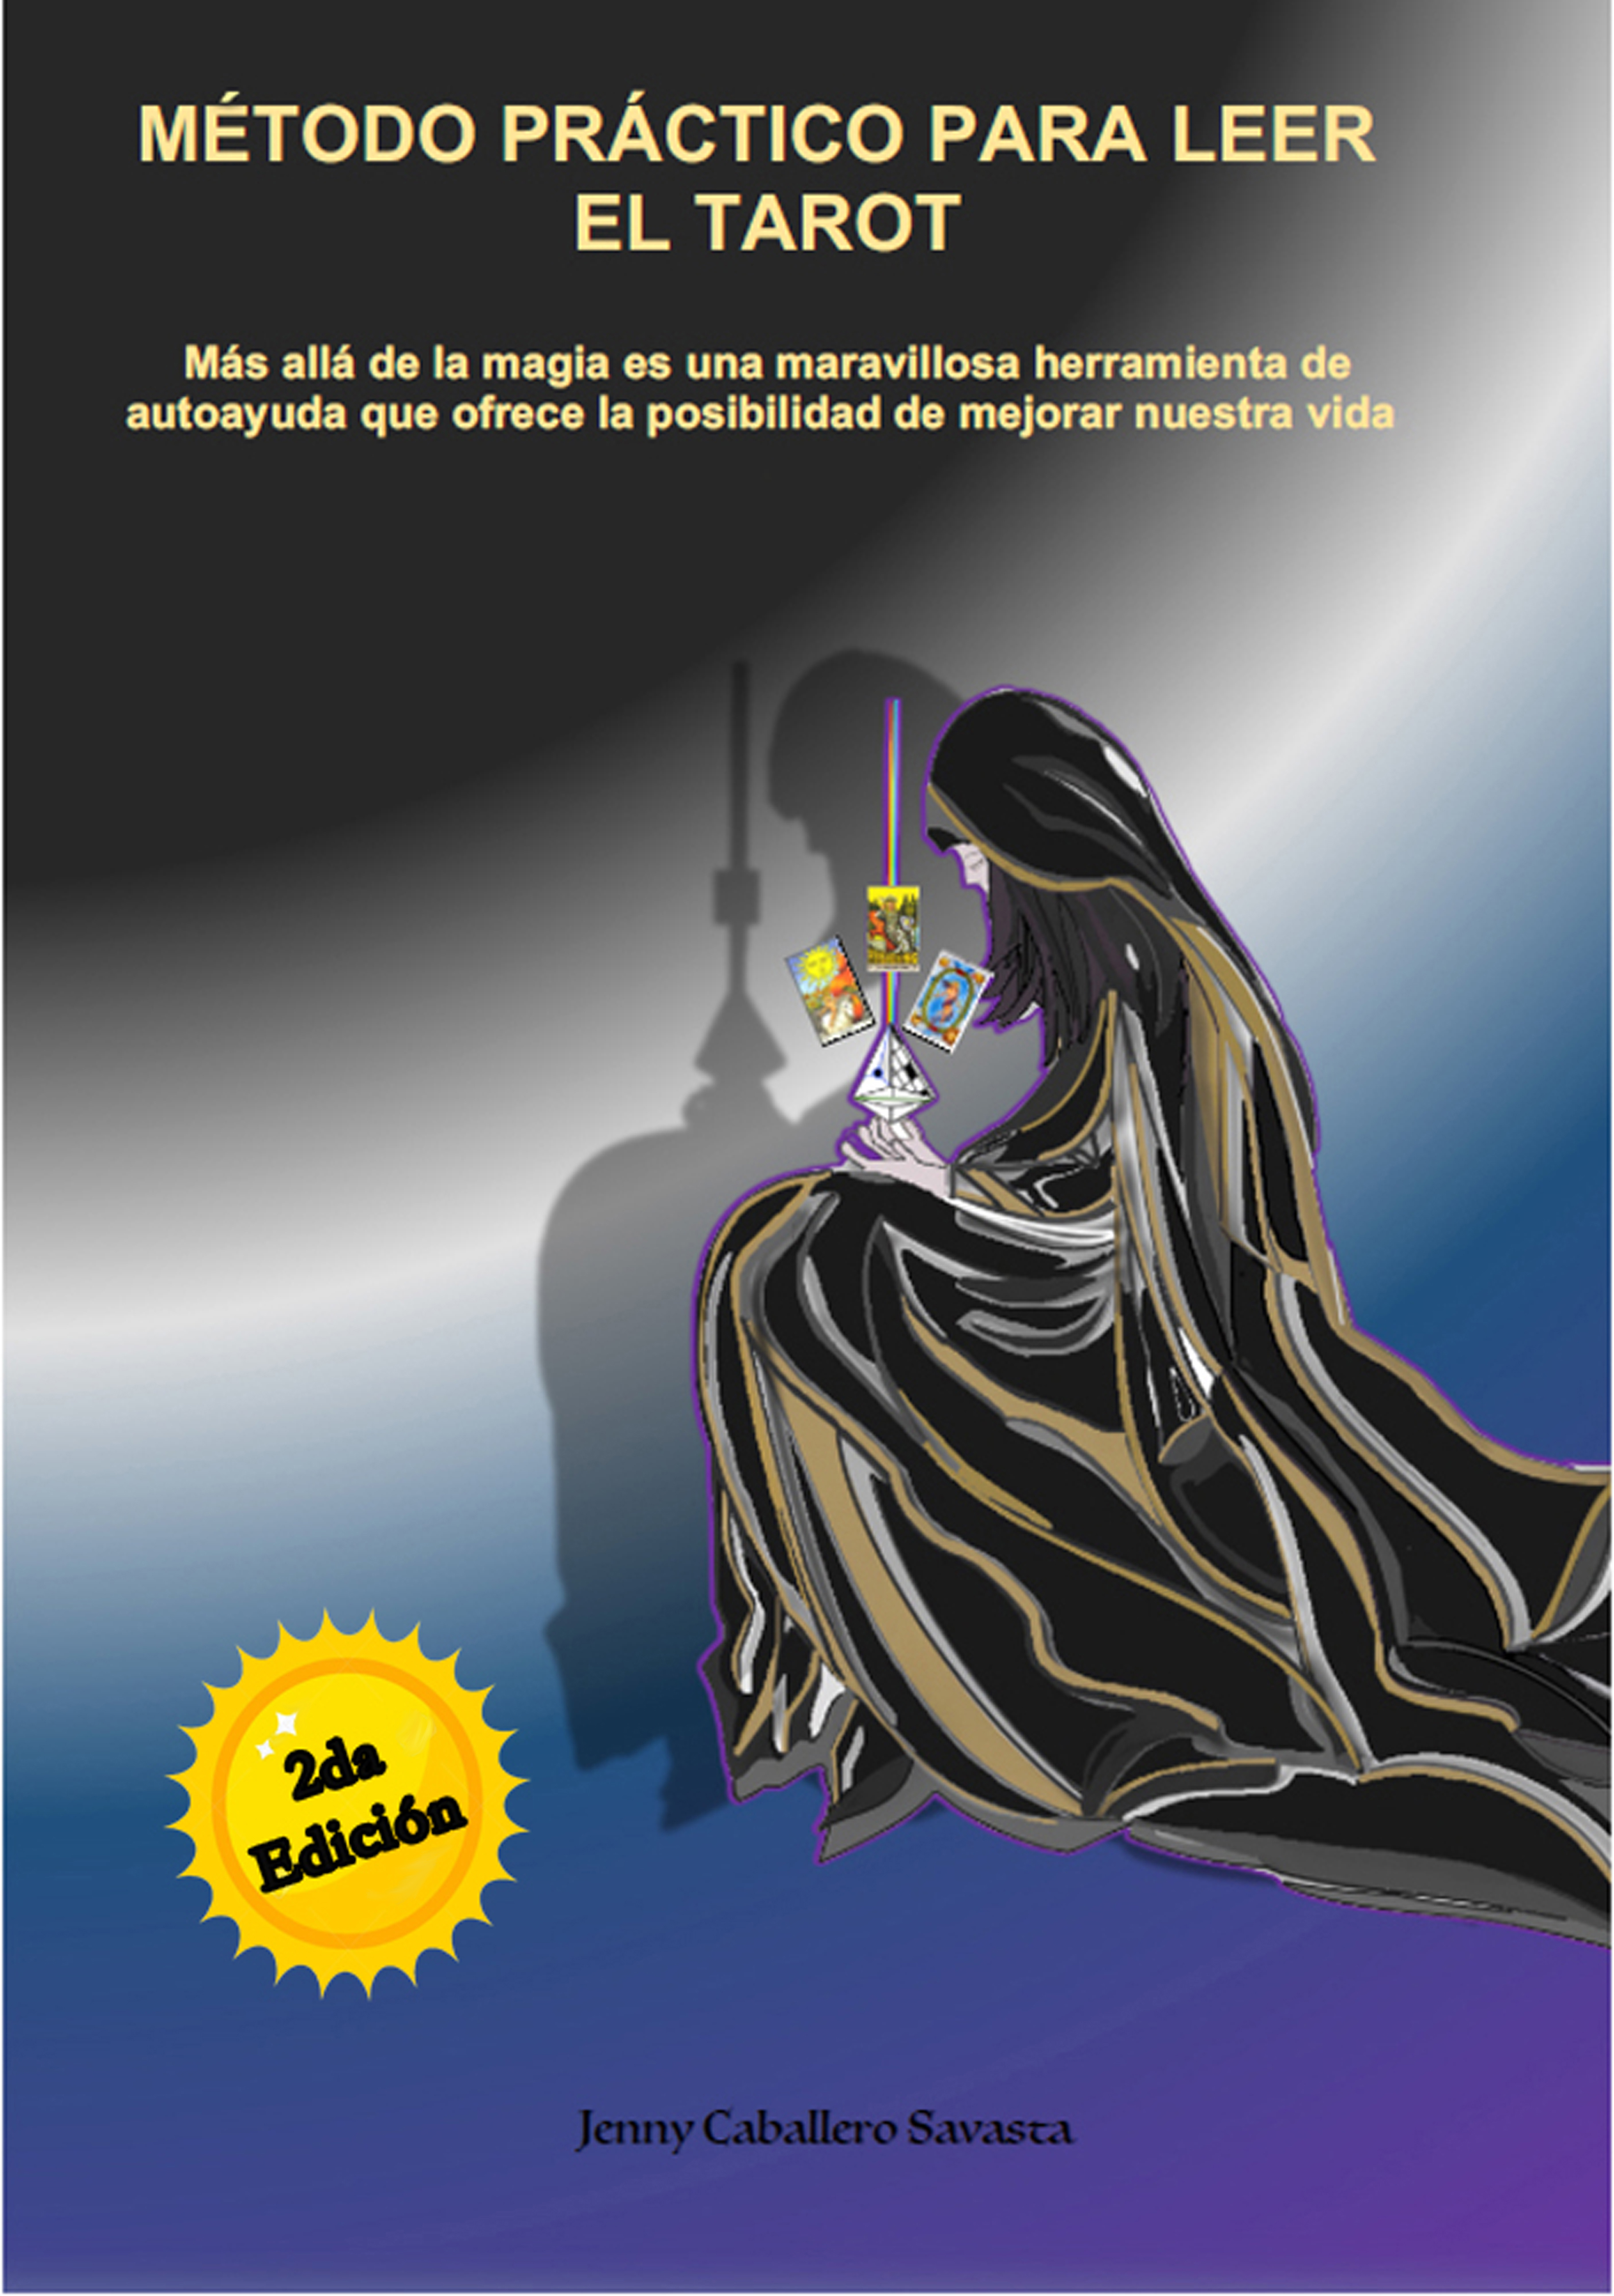 MÉTODO PRÁCTICO PARA LEER
EL TAROT
Más allá de la magia es una maravillosa herramienta de
autoayuda que ofrece la posibilidad de mejorar nuestra vida
2da
Edición
Jenny Caballero Savasta